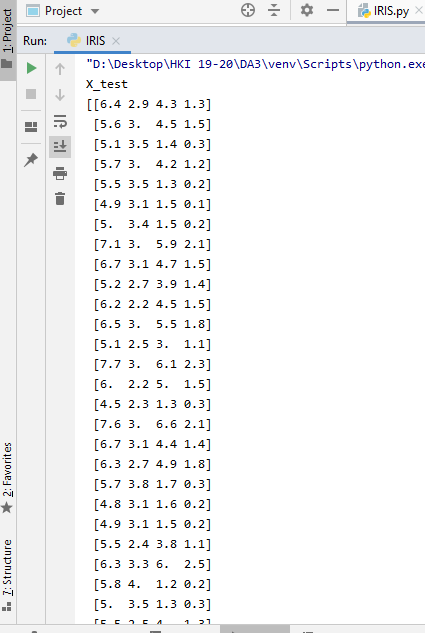 Project
IRIS.py
1: Project
Run: IRIS
"D:\Desktop\HKI 19-20\DA3\venv\Scripts\python.exe
X_test
[[6.4 2.9 4.3 1.3]
[5.6 3.  4.5 1.5]
[5.1 3.5 1.4 0.3]
[5.7 3.  4.2 1.2]
[5.5 3.5 1.3 0.2]
[4.9 3.1 1.5 0.1]
[5.  3.4 1.5 0.2]
[7.1 3.  5.9 2.1]
[6.7 3.1 4.7 1.5]
[5.2 2.7 3.9 1.4]
[6.2 2.2 4.5 1.5]
[6.5 3.  5.5 1.8]
[5.1 2.5 3.  1.1]
[7.7 3.  6.1 2.3]
[6.  2.2 5.  1.5]
[4.5 2.3 1.3 0.3]
[7.6 3.  6.6 2.1]
[6.7 3.1 4.4 1.4]
[6.3 2.7 4.9 1.8]
[5.7 3.8 1.7 0.3]
[4.8 3.1 1.6 0.2]
[4.9 3.1 1.5 0.2]
[5.5 2.4 3.8 1.1]
[6.3 3.3 6.  2.5]
[5.8 4.  1.2 0.2]
[5.  3.5 1.3 0.3]
[5.5 2.5 4.  1.3]
2: Favorites
7: Structure